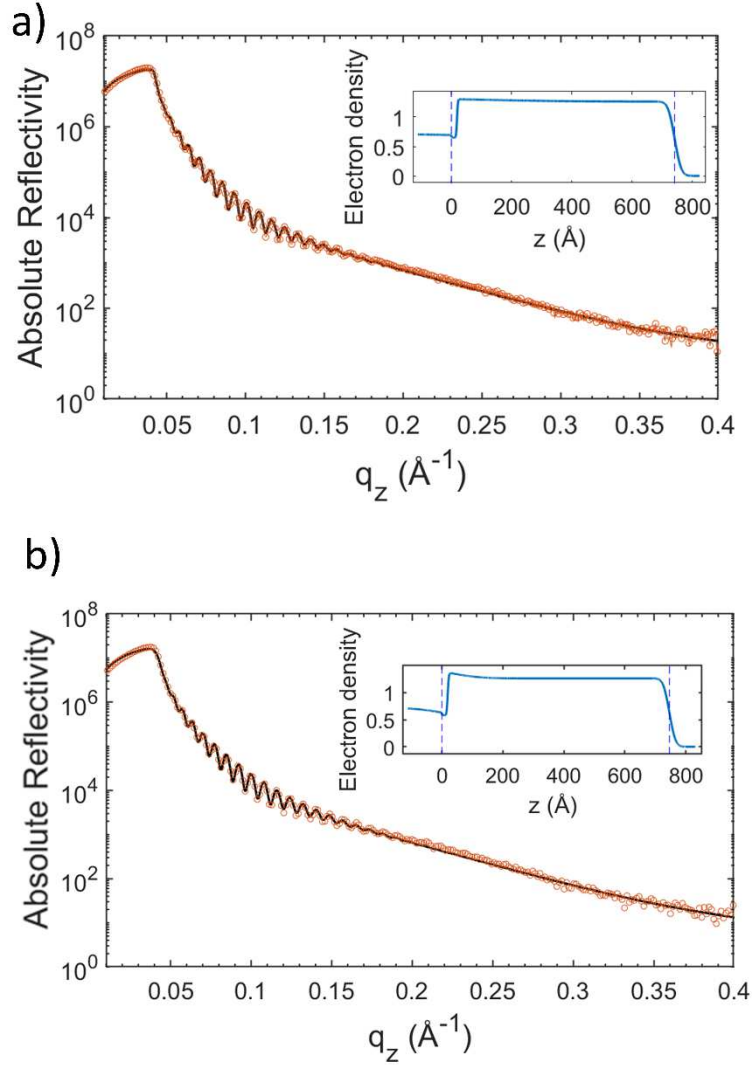 a)
10^8
10^6
10^4
10^2
10^0
Absolute Reflectivity
0.05 0.1 0.15 0.2 0.25 0.3 0.35 0.4
q_z (Å^-1)
Electron density
1
0.5
0
0 200 400 600 800
z (Å)
b)
10^8
10^6
10^4
10^2
10^0
Absolute Reflectivity
0.05 0.1 0.15 0.2 0.25 0.3 0.35 0.4
q_z (Å^-1)
Electron density
1
0.5
0
0 200 400 600 800
z (Å)